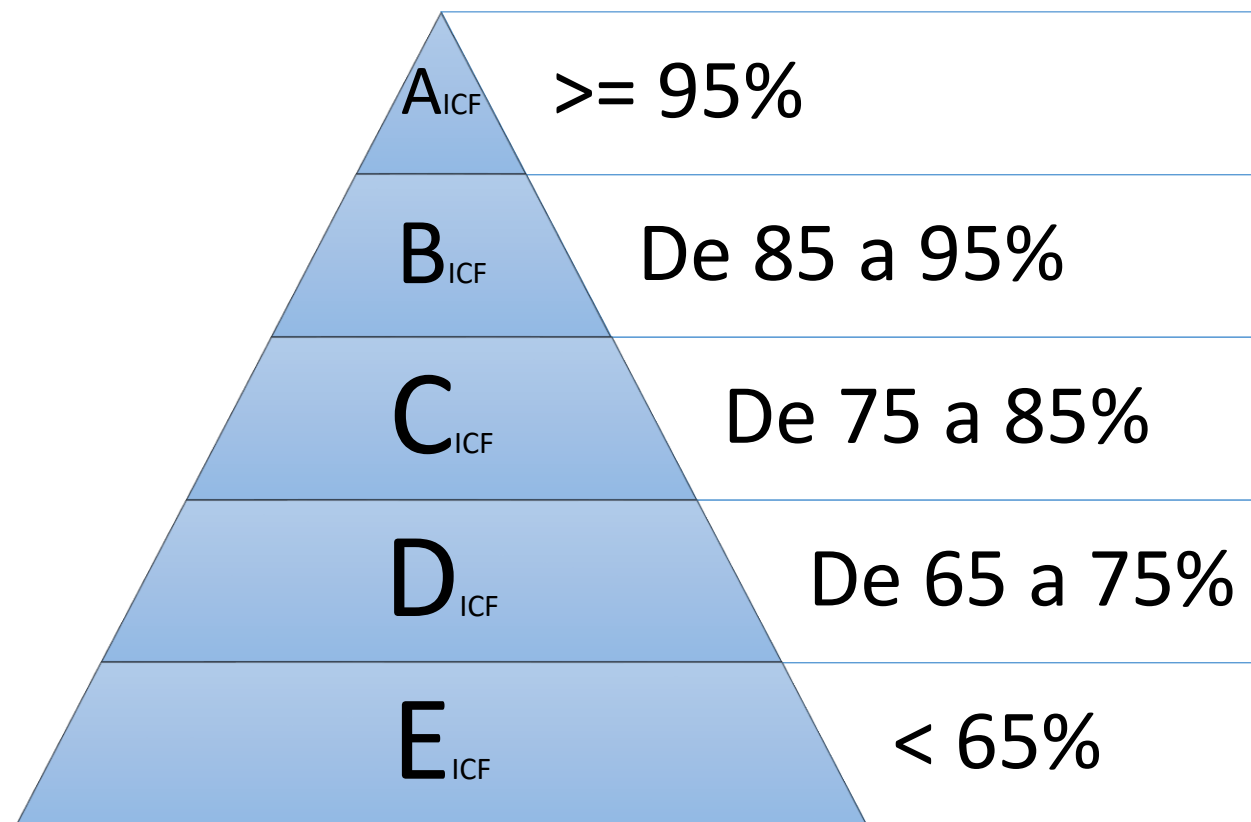 AICF >= 95%
BICF De 85 a 95%
CICF De 75 a 85%
DICF De 65 a 75%
EICF < 65%